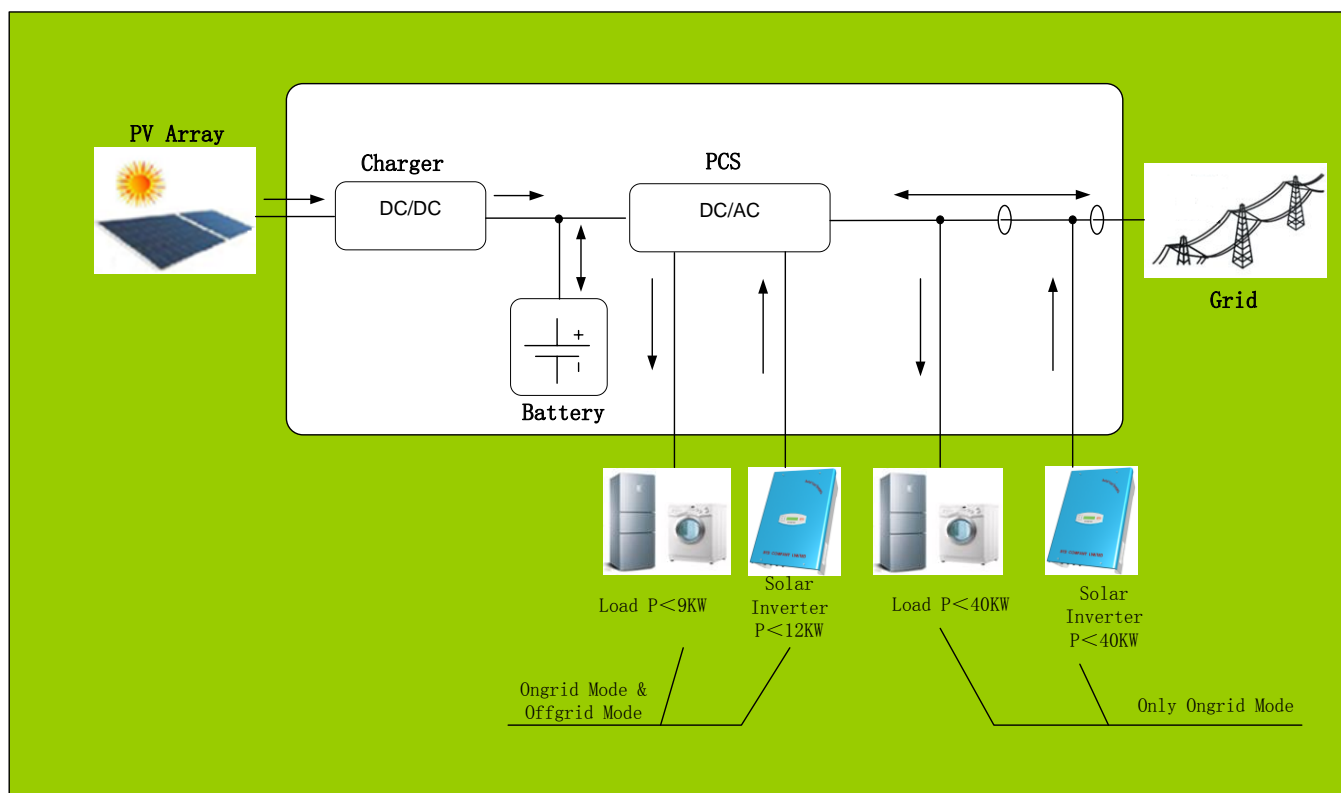 PV Array
Charger
PCS
DC/DC
DC/AC
+
-
Battery
Grid
Load P＜9KW
Solar
Inverter
P＜12KW
Load P＜40KW
Solar
Inverter
P＜40KW
Ongrid Mode &
Offgrid Mode
Only Ongrid Mode